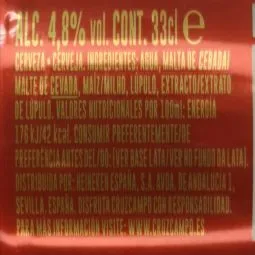 ALC. 4,8% vol. CONT. 33cl e
CERVEZA • CERVEJA. INGREDIENTES: AGUA, MALTA DE CEBADA/
MALTE DE CEVADA, MAÍZ/MILHO, LÚPULO, EXTRACTO/EXTRATO
DE LÚPULO. VALORES NUTRICIONALES POR 100ml: ENERGÍA
176 kJ/42 kcal. CONSUMIR PREFERENTEMENTE/DE
PREFERENCIA ANTES DEL/DO: (VER BASE LATA/VER NO FUNDO DA LATA).
DISTRIBUIDA POR: HEINEKEN ESPAÑA, S.A. AVDA. DE ANDALUCÍA 1,
SEVILLA, ESPAÑA. DISFRUTA CRUZCAMPO CON RESPONSABILIDAD.
PARA MÁS INFORMACIÓN VISITE: WWW.CRUZCAMPO.ES